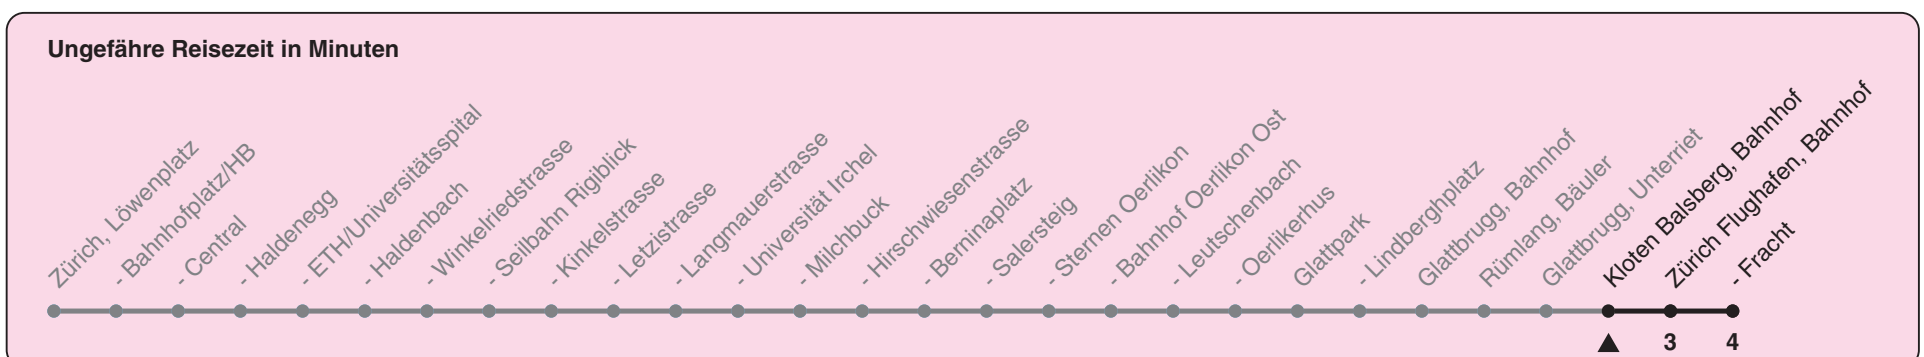 Ungefähre Reisezeit in Minuten
Zürich, Löwenplatz
- Bahnhofplatz/HB
- Central
- Haldenegg
- ETH/Universitätsspital
- Haldenbach
- Winkelriedstrasse
- Seilbahn Rigiblick
- Kinkelstrasse
- Letzistrasse
- Langmauerstrasse
- Universität Irchel
- Milchbuck
- Hirschwiesenstrasse
- Berninaplatz
- Salersteig
- Sternen Oerlikon
- Bahnhof Oerlikon Ost
- Leutschenbach
- Oerlikerhus
Glattpark
- Lindberghplatz
Glattbrugg, Bahnhof
Rümlang, Bäuler
Glattbrugg, Unterriet
Kloten Balsberg, Bahnhof
Zürich Flughafen, Bahnhof
- Fracht
3 4